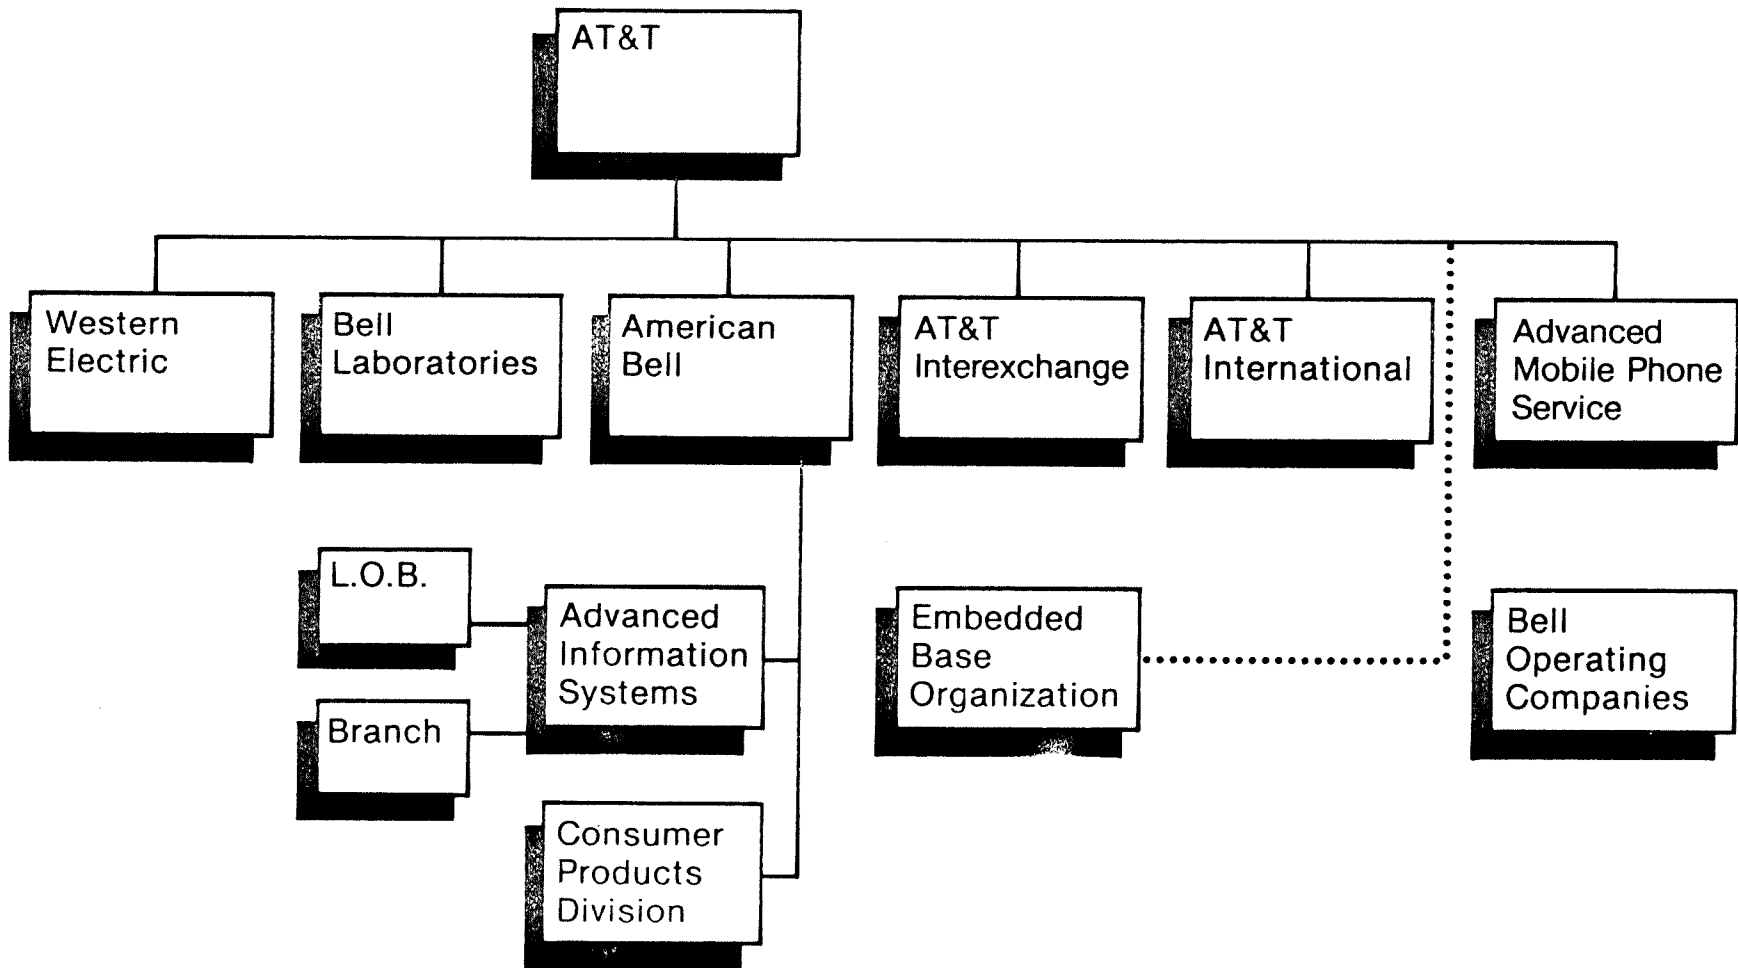 AT&T
Western
Electric
Bell
Laboratories
American
Bell
AT&T
Interexchange
AT&T
International
Advanced
Mobile Phone
Service
L.O.B.
Branch
Advanced
Information
Systems
Consumer
Products
Division
Embedded
Base
Organization
Bell
Operating
Companies